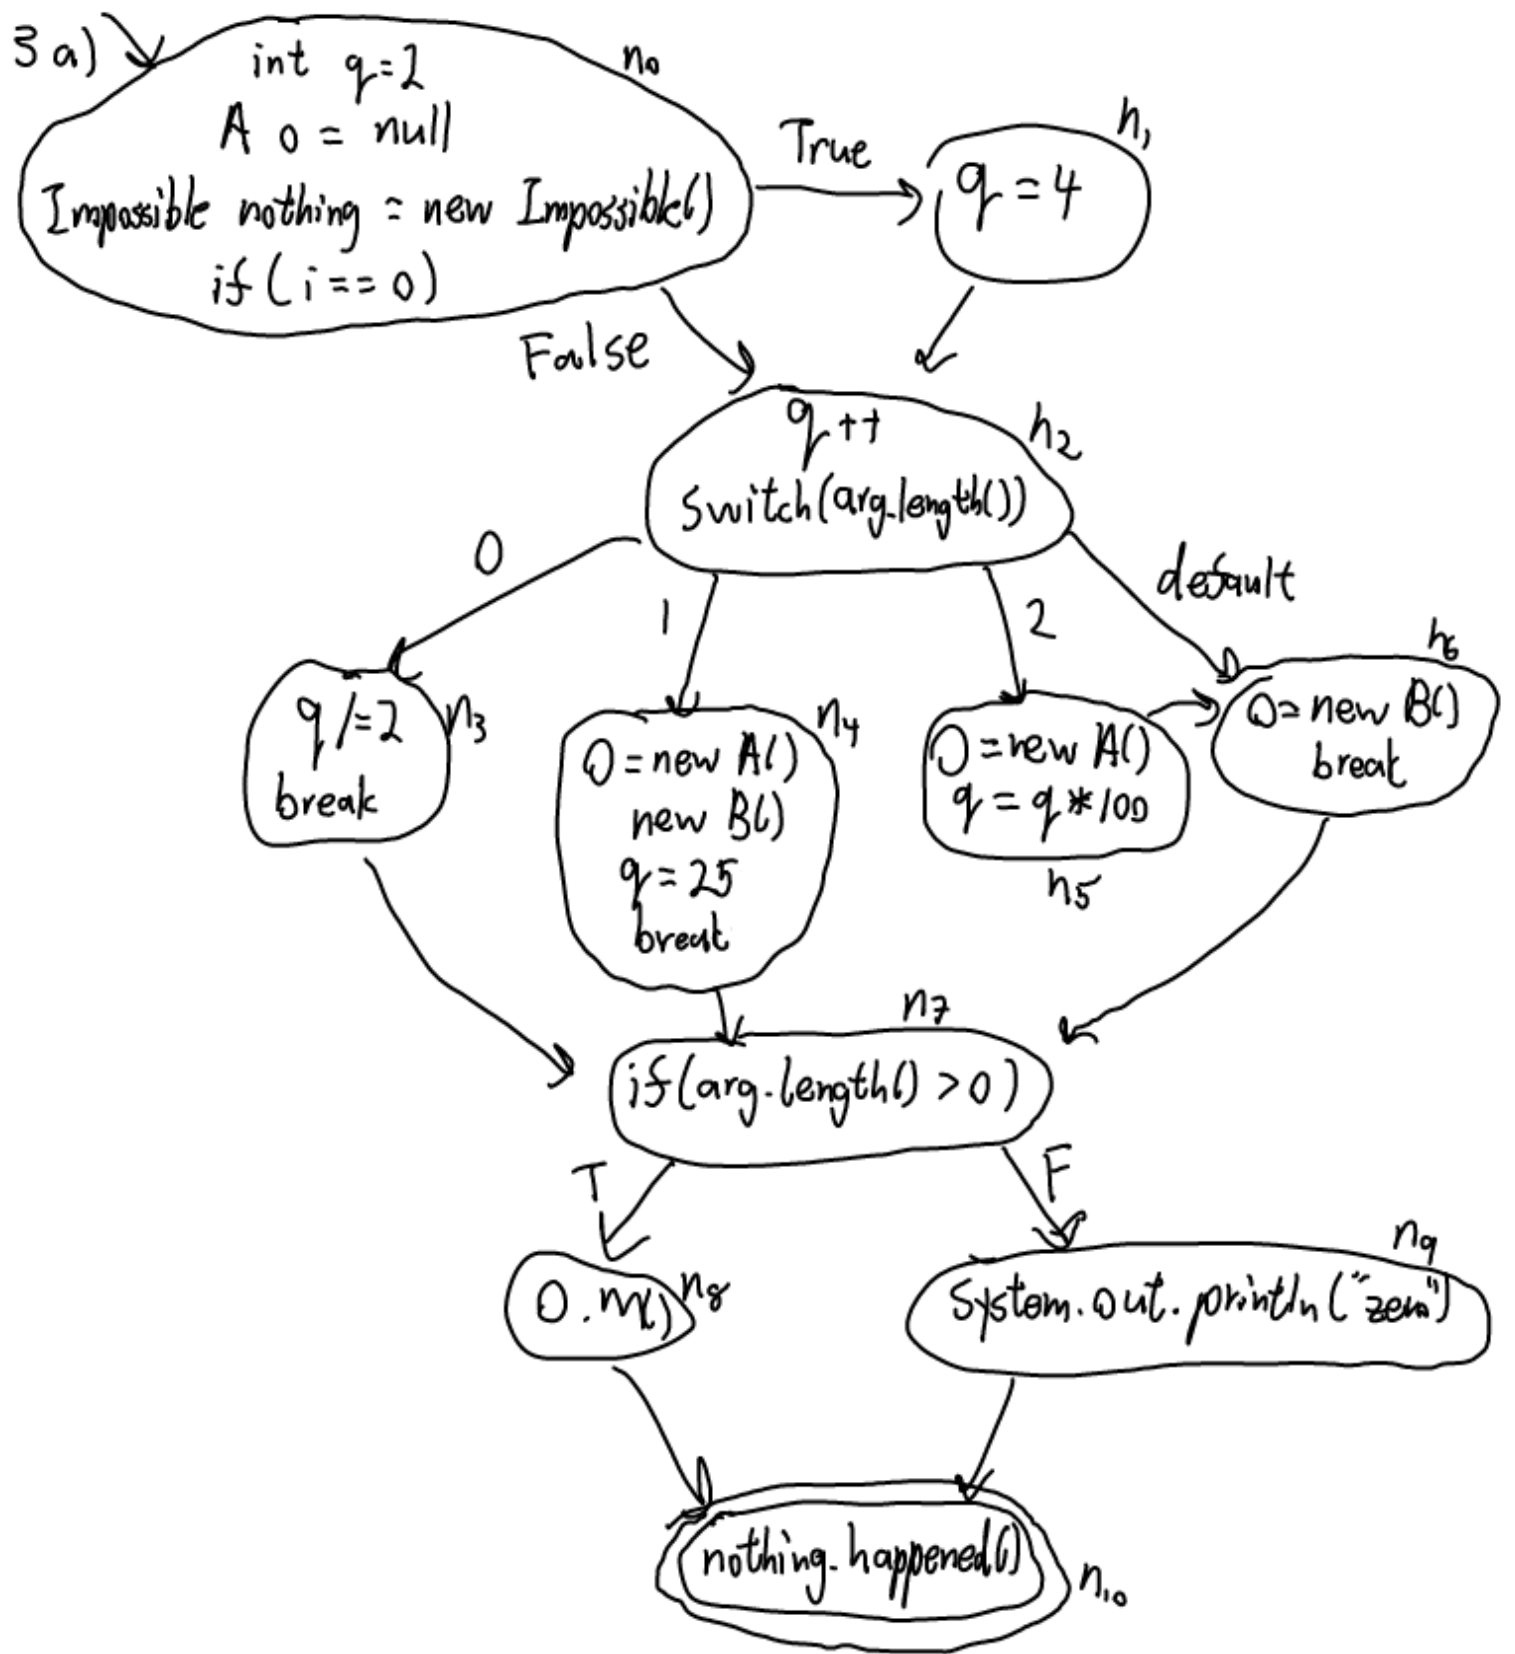 3 a)
int q=2
n0
A o = null
Impossible nothing = new Impossible()
if ( i == 0 )
True
n1
q = 4
False
q ++
n2
Switch(arg.length())
0
1
2
default
q /= 2
break
n3
O = new A()
new B()
q = 25
break
n4
O = new A()
q = q * 100
n5
O = new B()
break
n6
n7
if (arg.length() > 0 )
T
F
O . m()
n8
n9
System.out.println("zero")
nothing.happened()
n10